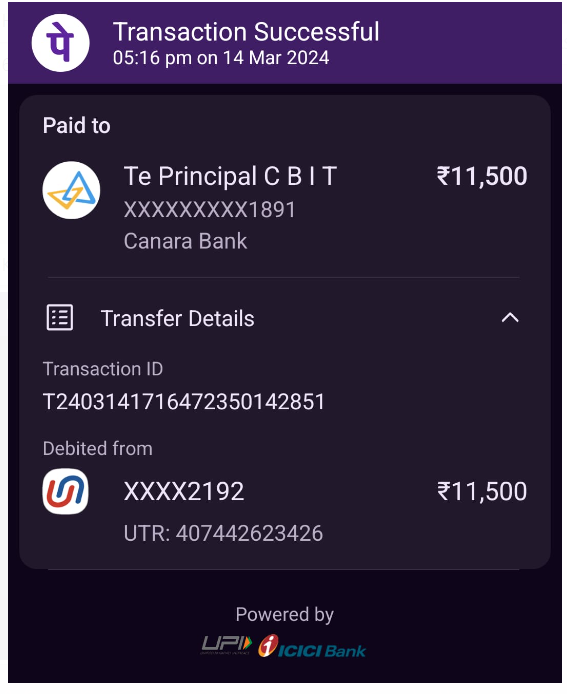 पे
Transaction Successful
05:16 pm on 14 Mar 2024
Paid to
Te Principal C B I T ₹11,500
XXXXXXXXX1891
Canara Bank
Transfer Details
Transaction ID
T2403141716472350142851
Debited from
XXXX2192 ₹11,500
UTR: 407442623426
Powered by
UPI ICICI Bank